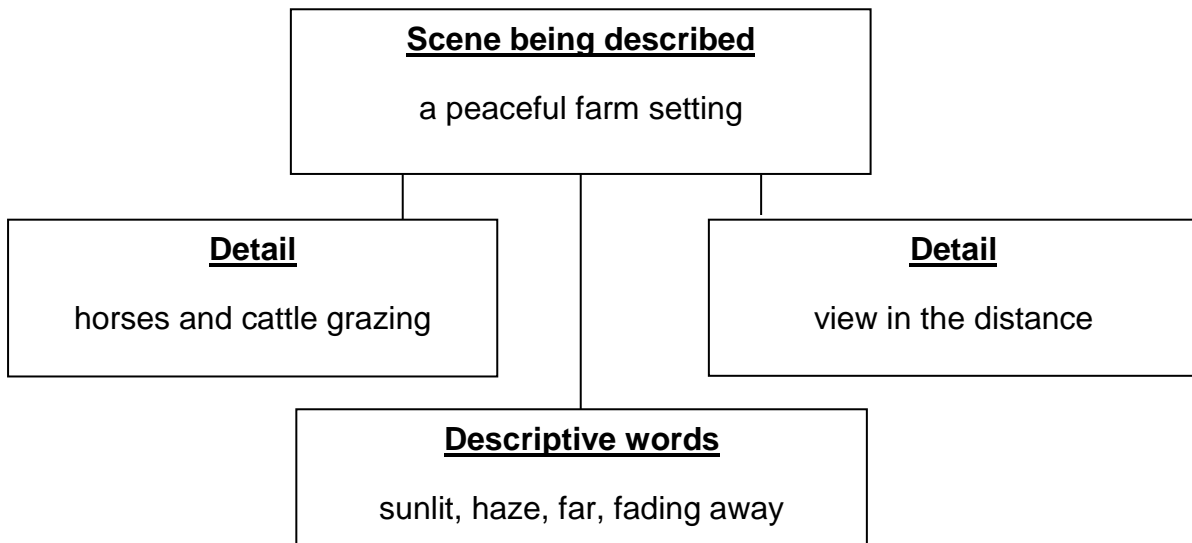 Scene being described
a peaceful farm setting
Detail
horses and cattle grazing
Detail
view in the distance
Descriptive words
sunlit, haze, far, fading away